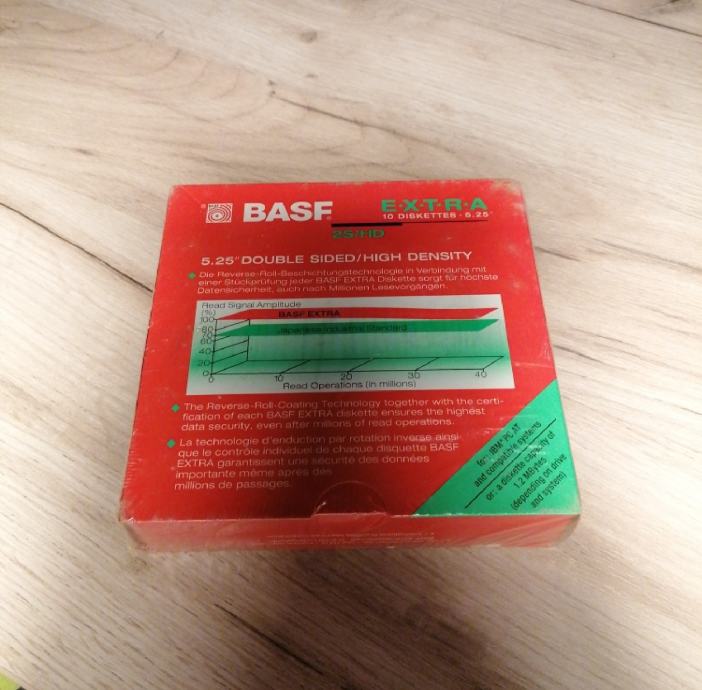 BASF
E·X·T·R·A
10 DISKETTES · 5.25"
2S/HD
5.25" DOUBLE SIDED/HIGH DENSITY
Die Reverse-Roll-Beschichtungstechnologie in Verbindung mit
einer Stückprüfung jeder BASF EXTRA Diskette sorgt für höchste
Datensicherheit, auch nach Millionen Lesevorgängen.
Read Signal Amplitude
(%)
100
BASF EXTRA
80
Japanese Industrial Standard
70
60
40
20
0
0 10 20 30 40
Read Operations (in millions)
The Reverse-Roll-Coating Technology together with the certi-
fication of each BASF EXTRA diskette ensures the highest
data security, even after millions of read operations.
La technologie d'enduction par rotation inverse ainsi
que le contrôle individuel de chaque disquette BASF
EXTRA garantissent une sécurité des données
importante même après des
millions de passages.
for IBM PC AT
and compatible systems
or: a diskette capacity of
1.2 MBytes
(depending on drive
and system)